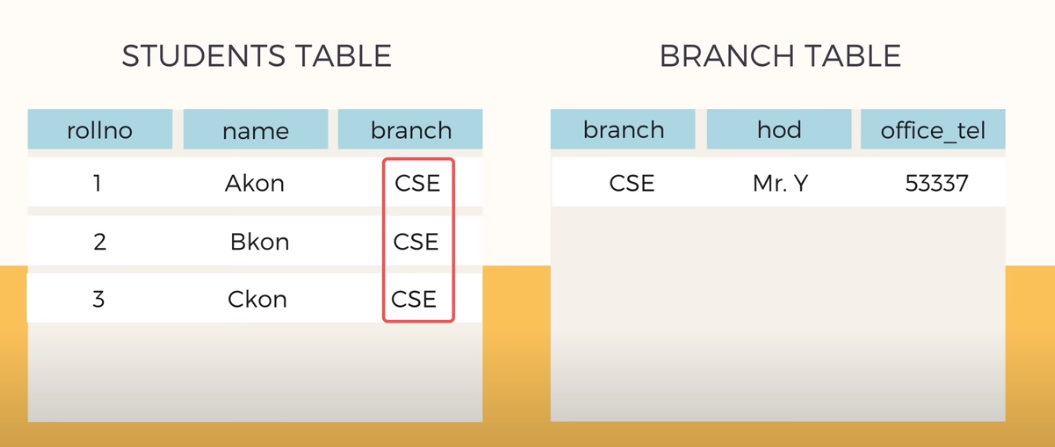 STUDENTS TABLE
rollno name branch
1 Akon CSE
2 Bkon CSE
3 Ckon CSE
BRANCH TABLE
branch hod office_tel
CSE Mr. Y 53337